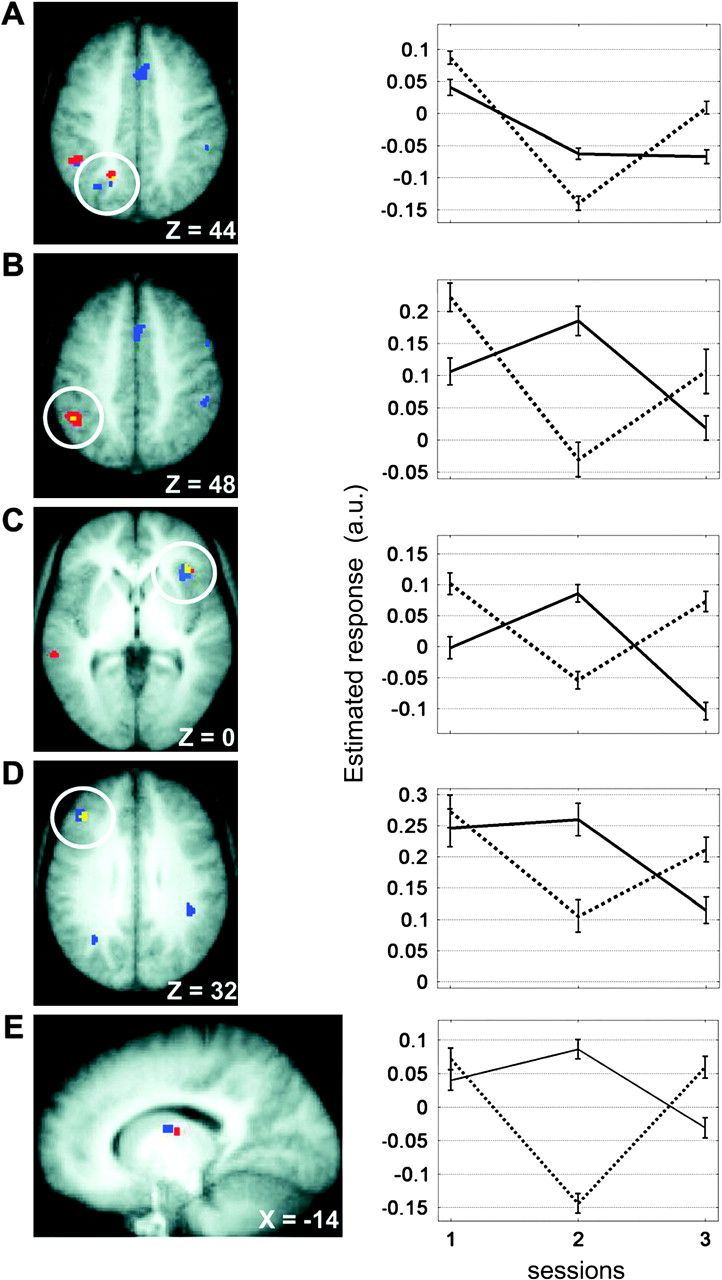 A
Z = 44
0.1
0.05
0
-0.05
-0.1
-0.15
B
Z = 48
0.2
0.15
0.1
0.05
0
-0.05
C
Z = 0
0.15
0.1
0.05
0
-0.05
-0.1
D
Z = 32
0.3
0.25
0.2
0.15
0.1
0.05
0
E
X = -14
0.1
0.05
0
-0.05
-0.1
-0.15
1 2 3
sessions
Estimated response (a.u.)